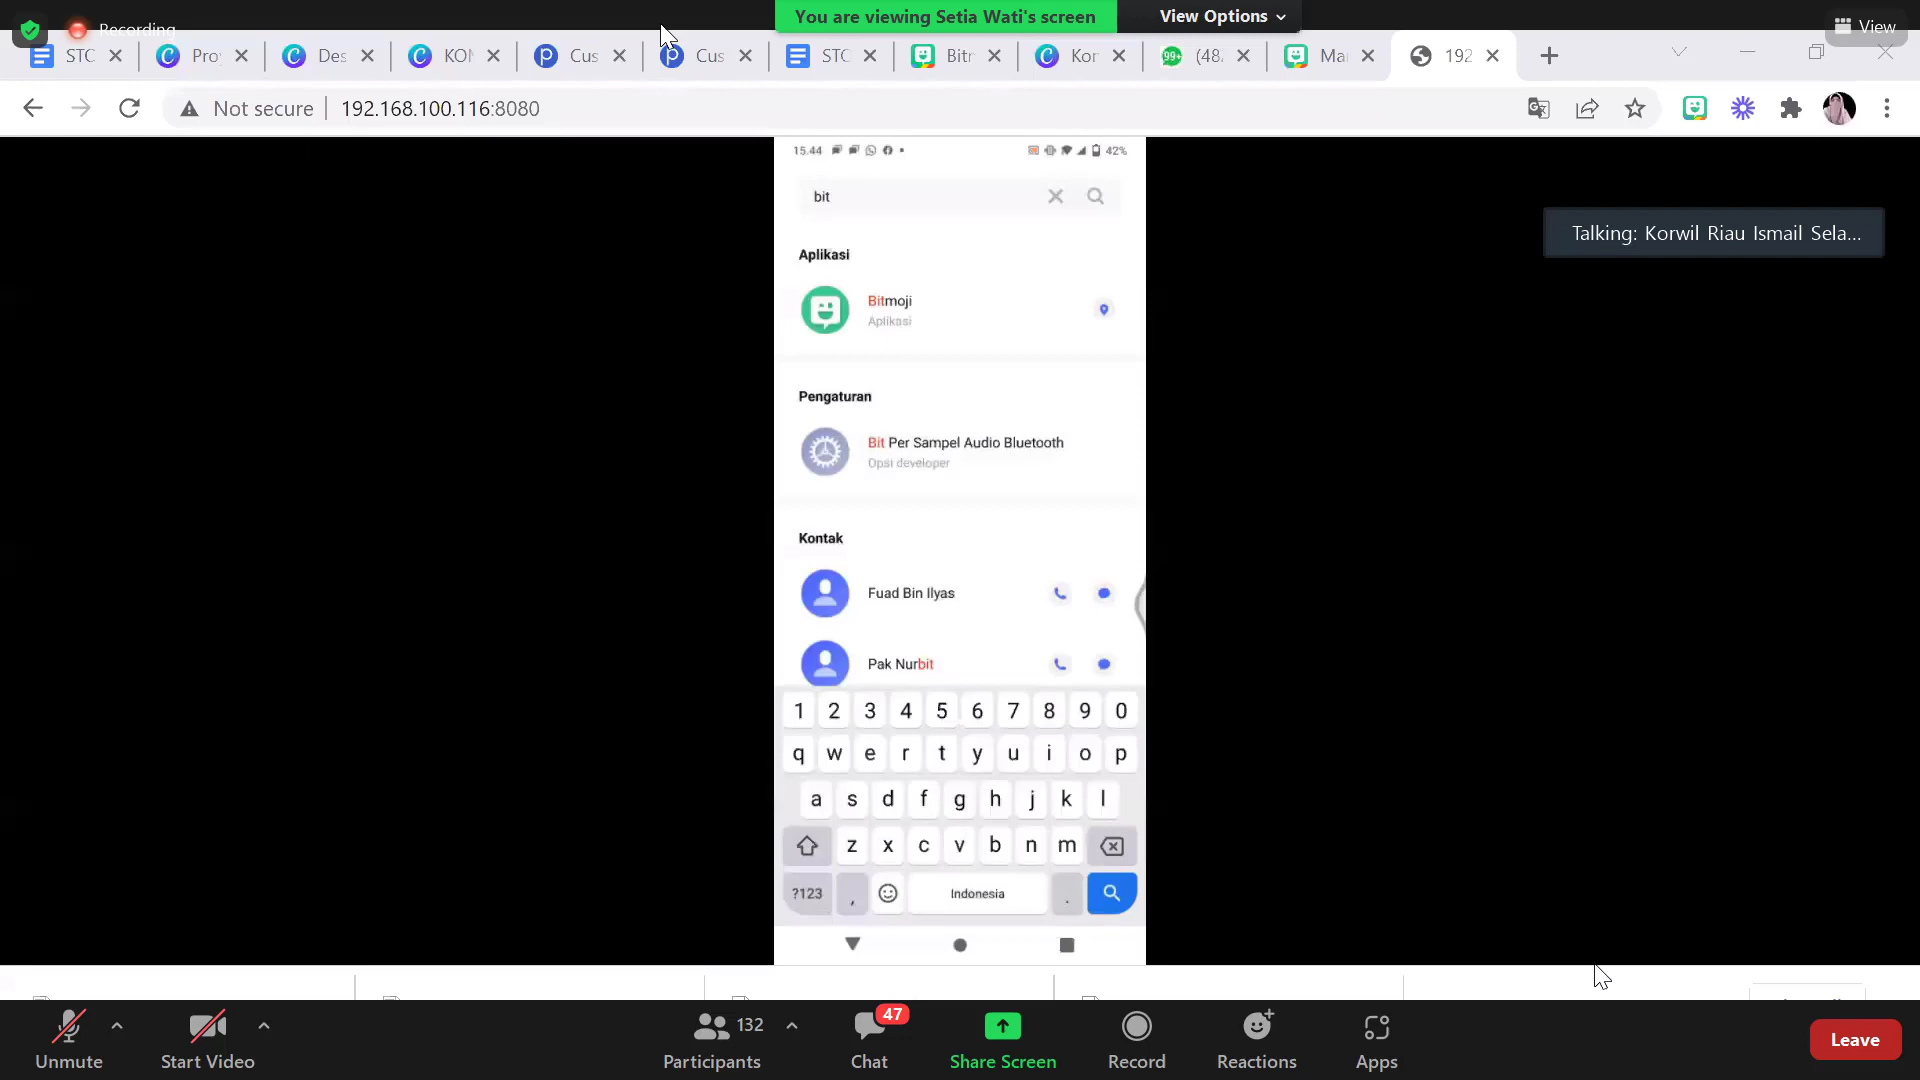 You are viewing Setia Wati's screen
View Options
Recording
View
STC
Pro
Des
KON
Cus
Cus
STC
Bitm
Kor
99+
(48
Ma
192
Not secure
192.168.100.116:8080
15.44
42%
bit
Talking: Korwil Riau Ismail Sela...
Aplikasi
Bitmoji
Aplikasi
Pengaturan
Bit Per Sampel Audio Bluetooth
Opsi developer
Kontak
Fuad Bin Ilyas
Pak Nurbit
1 2 3 4 5 6 7 8 9 0
q w e r t y u i o p
a s d f g h j k l
z x c v b n m
?123 , Indonesia .
Unmute
Start Video
132
Participants
47
Chat
Share Screen
Record
Reactions
Apps
Leave